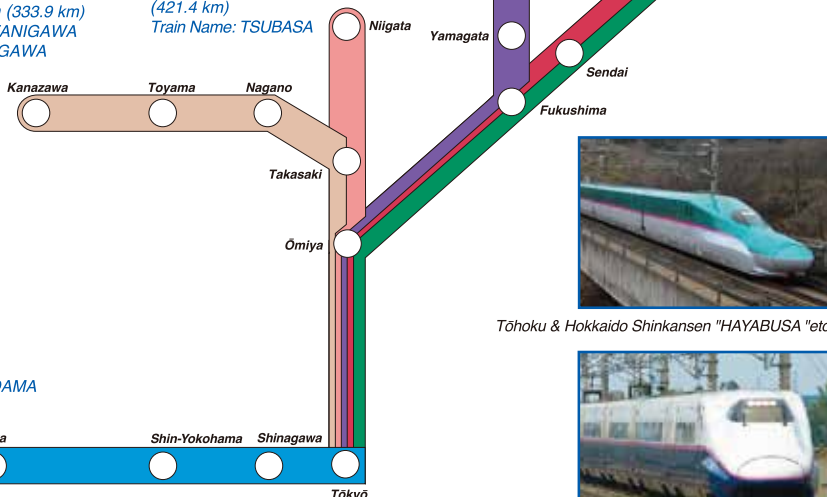 (333.9 km)
ANIGAWA
GAWA
(421.4 km)
Train Name: TSUBASA
Niigata
Yamagata
Sendai
Kanazawa
Toyama
Nagano
Fukushima
Takasaki
Ōmiya
Tōhoku & Hokkaido Shinkansen "HAYABUSA "etc
DAMA
a
Shin-Yokohama
Shinagawa
Tōkyō